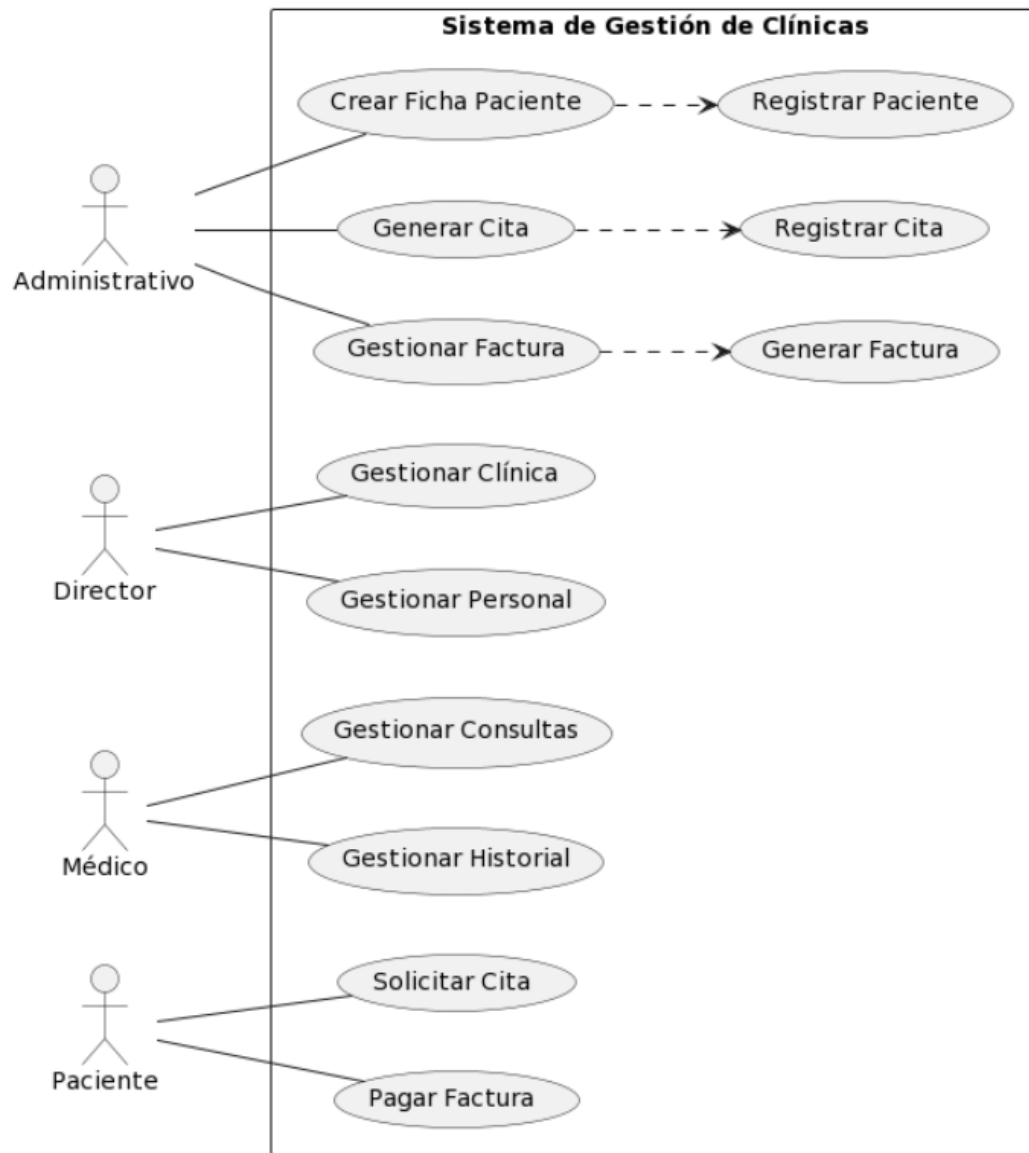 Sistema de Gestión de Clínicas
Crear Ficha Paciente
Registrar Paciente
Generar Cita
Registrar Cita
Administrativo
Gestionar Factura
Generar Factura
Gestionar Clínica
Director
Gestionar Personal
Gestionar Consultas
Médico
Gestionar Historial
Solicitar Cita
Paciente
Pagar Factura